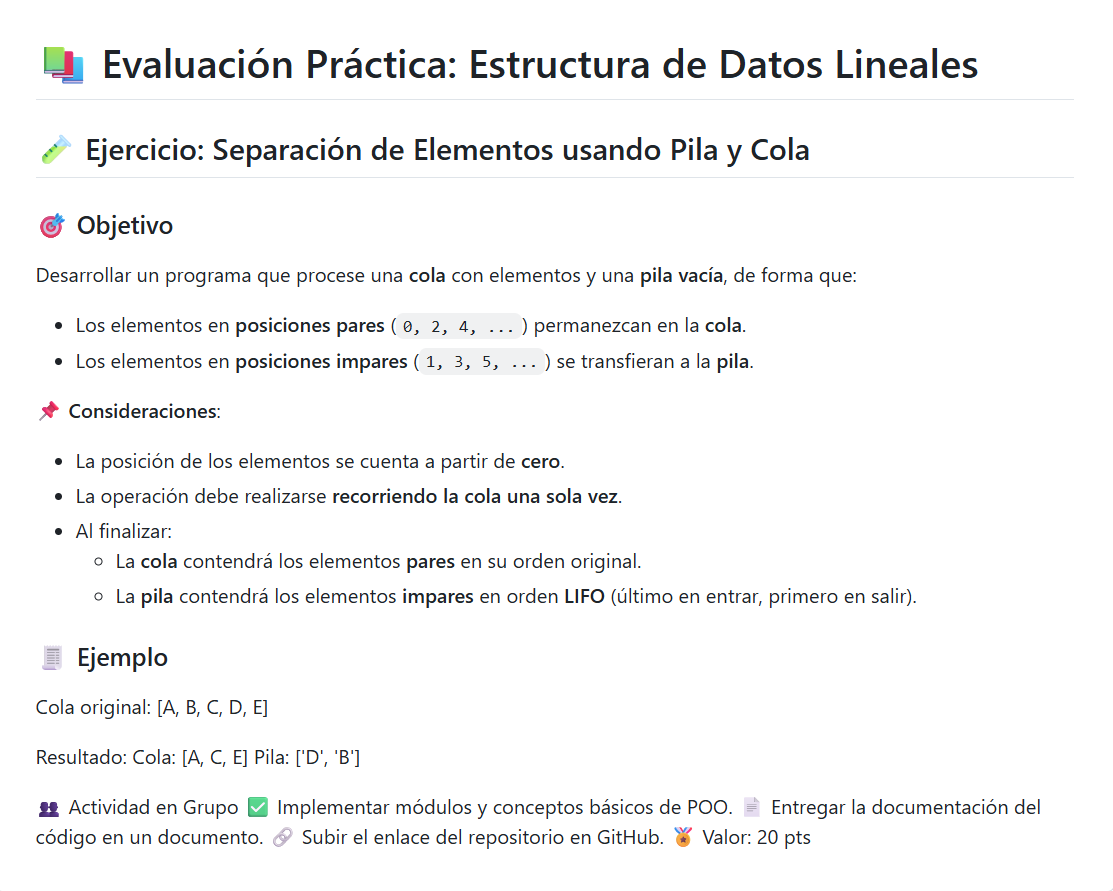 📚 Evaluación Práctica: Estructura de Datos Lineales
🧪 Ejercicio: Separación de Elementos usando Pila y Cola
🎯 Objetivo
Desarrollar un programa que procese una cola con elementos y una pila vacía, de forma que:
• Los elementos en posiciones pares ( 0, 2, 4, ... ) permanezcan en la cola.
• Los elementos en posiciones impares ( 1, 3, 5, ... ) se transfieran a la pila.
📌 Consideraciones:
• La posición de los elementos se cuenta a partir de cero.
• La operación debe realizarse recorriendo la cola una sola vez.
• Al finalizar:
◦ La cola contendrá los elementos pares en su orden original.
◦ La pila contendrá los elementos impares en orden LIFO (último en entrar, primero en salir).
🧾 Ejemplo
Cola original: [A, B, C, D, E]
Resultado: Cola: [A, C, E] Pila: ['D', 'B']
👥 Actividad en Grupo ✅ Implementar módulos y conceptos básicos de POO. 📄 Entregar la documentación del
código en un documento. 🔗 Subir el enlace del repositorio en GitHub. 🏅 Valor: 20 pts